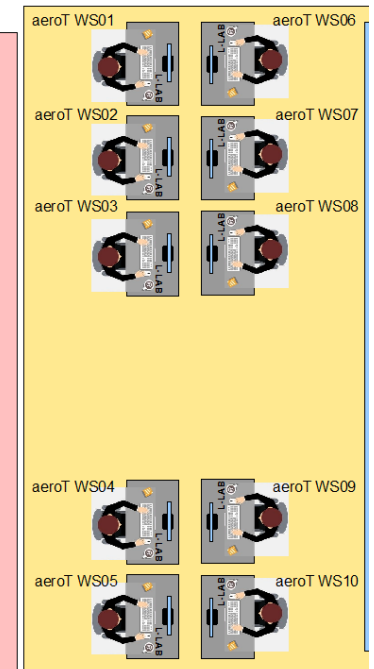 aeroT WS01
aeroT WS06
L-LAB
L-LAB
aeroT WS02
aeroT WS07
L-LAB
L-LAB
aeroT WS03
aeroT WS08
L-LAB
L-LAB
aeroT WS04
aeroT WS09
L-LAB
L-LAB
aeroT WS05
aeroT WS10
L-LAB
L-LAB